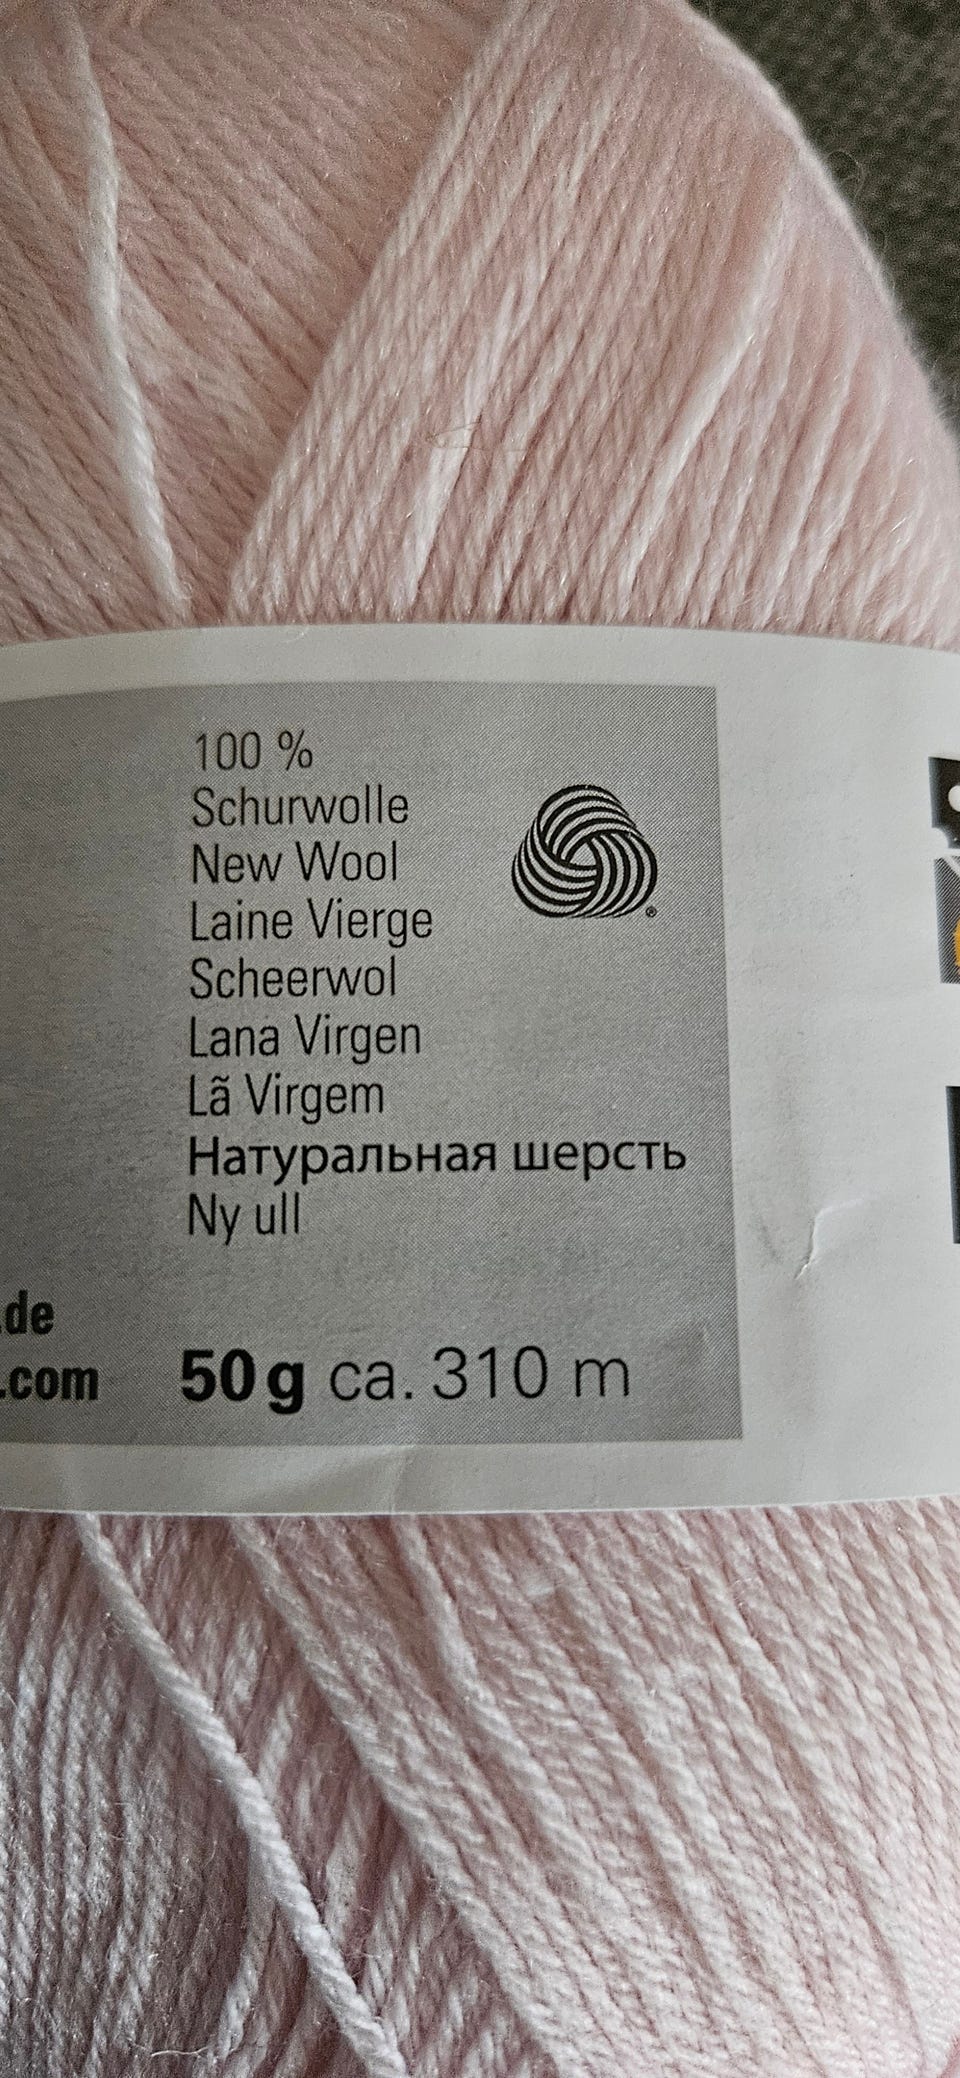 100 %
Schurwolle
New Wool
Laine Vierge
Scheerwol
Lana Virgen
Lã Virgem
Натуральная шерсть
Ny ull
®
.de
.com
50 g ca. 310 m